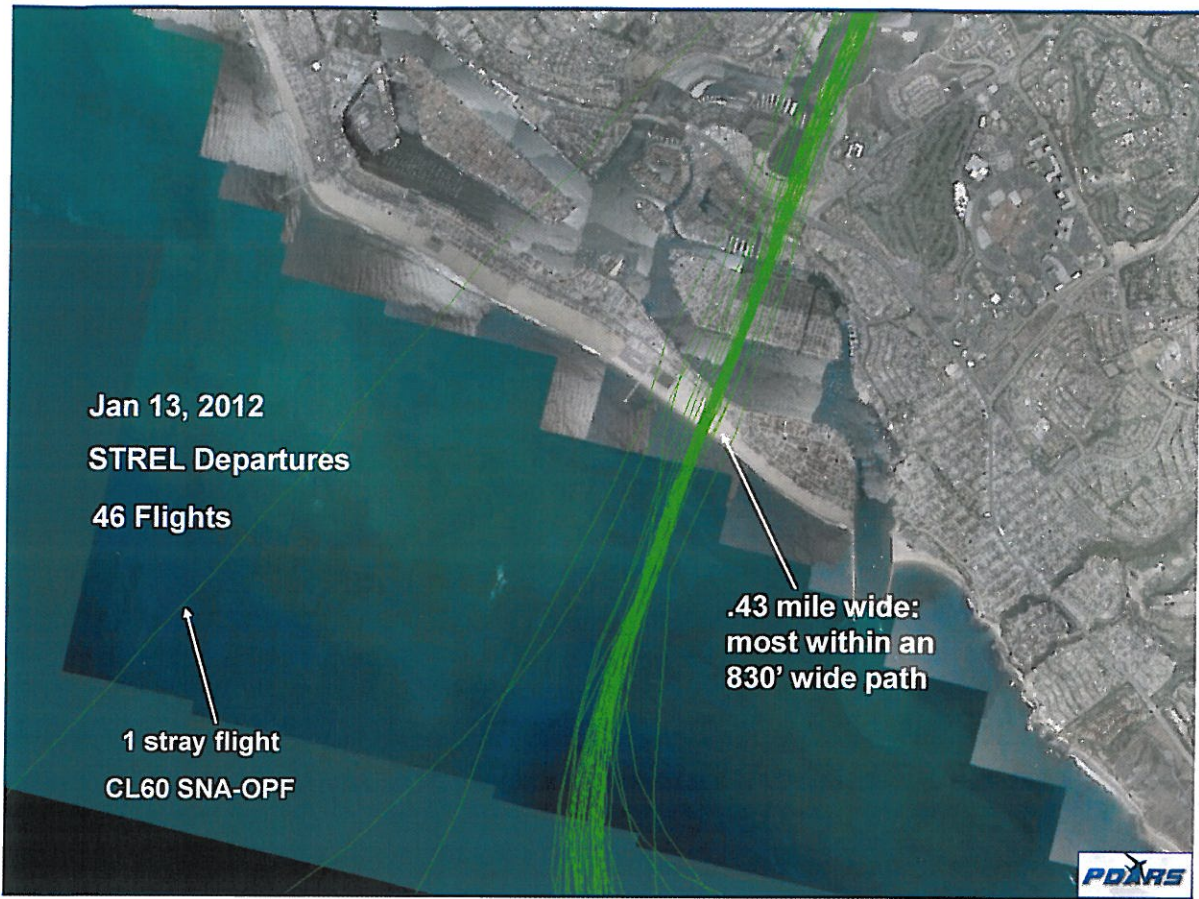 Jan 13, 2012
STREL Departures
46 Flights
.43 mile wide:
most within an
830' wide path
1 stray flight
CL60 SNA-OPF
PDARS